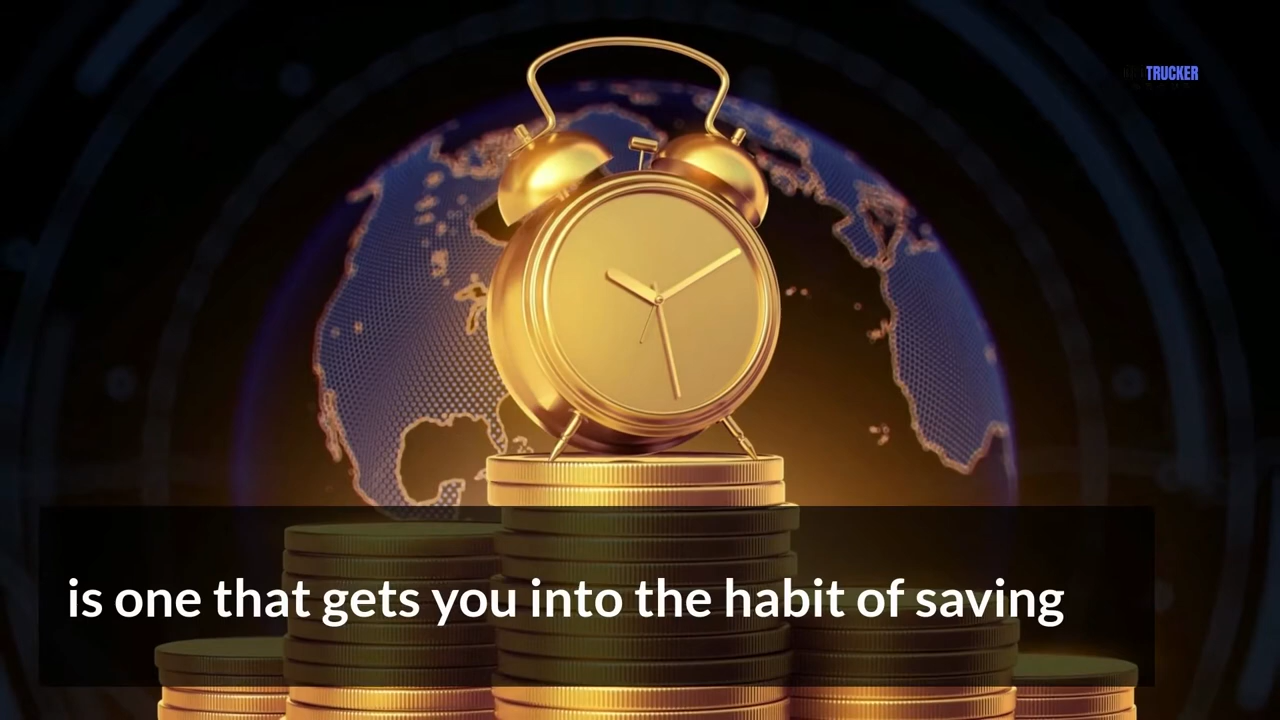 TRUCKER
is one that gets you into the habit of saving